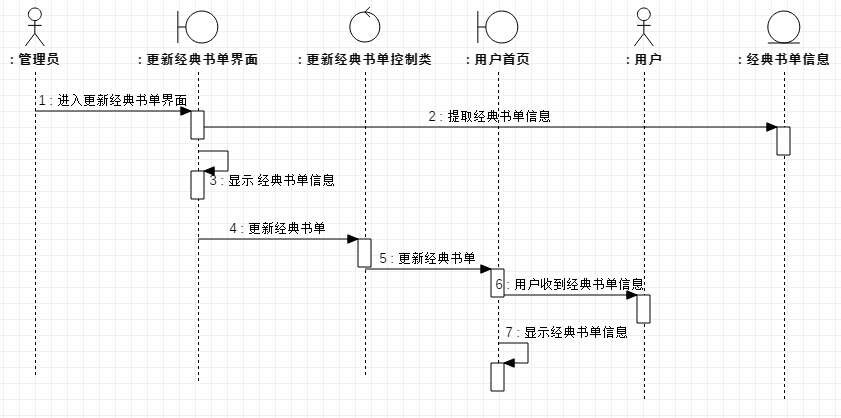 : 管理员
: 更新经典书单界面
: 更新经典书单控制类
: 用户首页
: 用户
: 经典书单信息
1 : 进入更新经典书单界面
2 : 提取经典书单信息
3 : 显示 经典书单信息
4 : 更新经典书单
5 : 更新经典书单
6 : 用户收到经典书单信息
7 : 显示经典书单信息